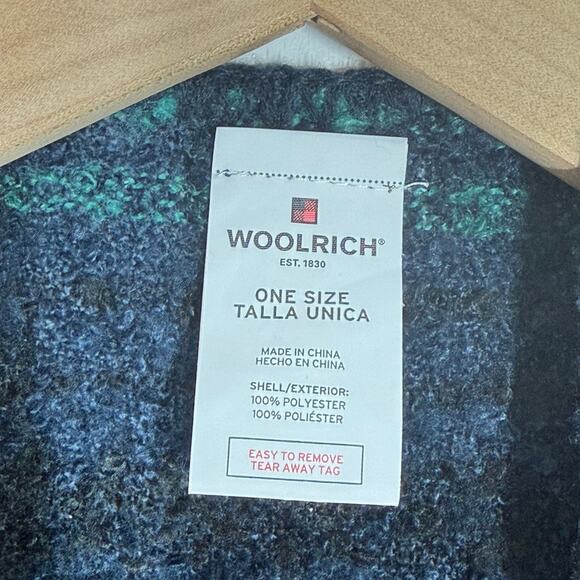 WOOLRICH®
EST. 1830
ONE SIZE
TALLA UNICA
MADE IN CHINA
HECHO EN CHINA
SHELL/EXTERIOR:
100% POLYESTER
100% POLIÉSTER
EASY TO REMOVE
TEAR AWAY TAG